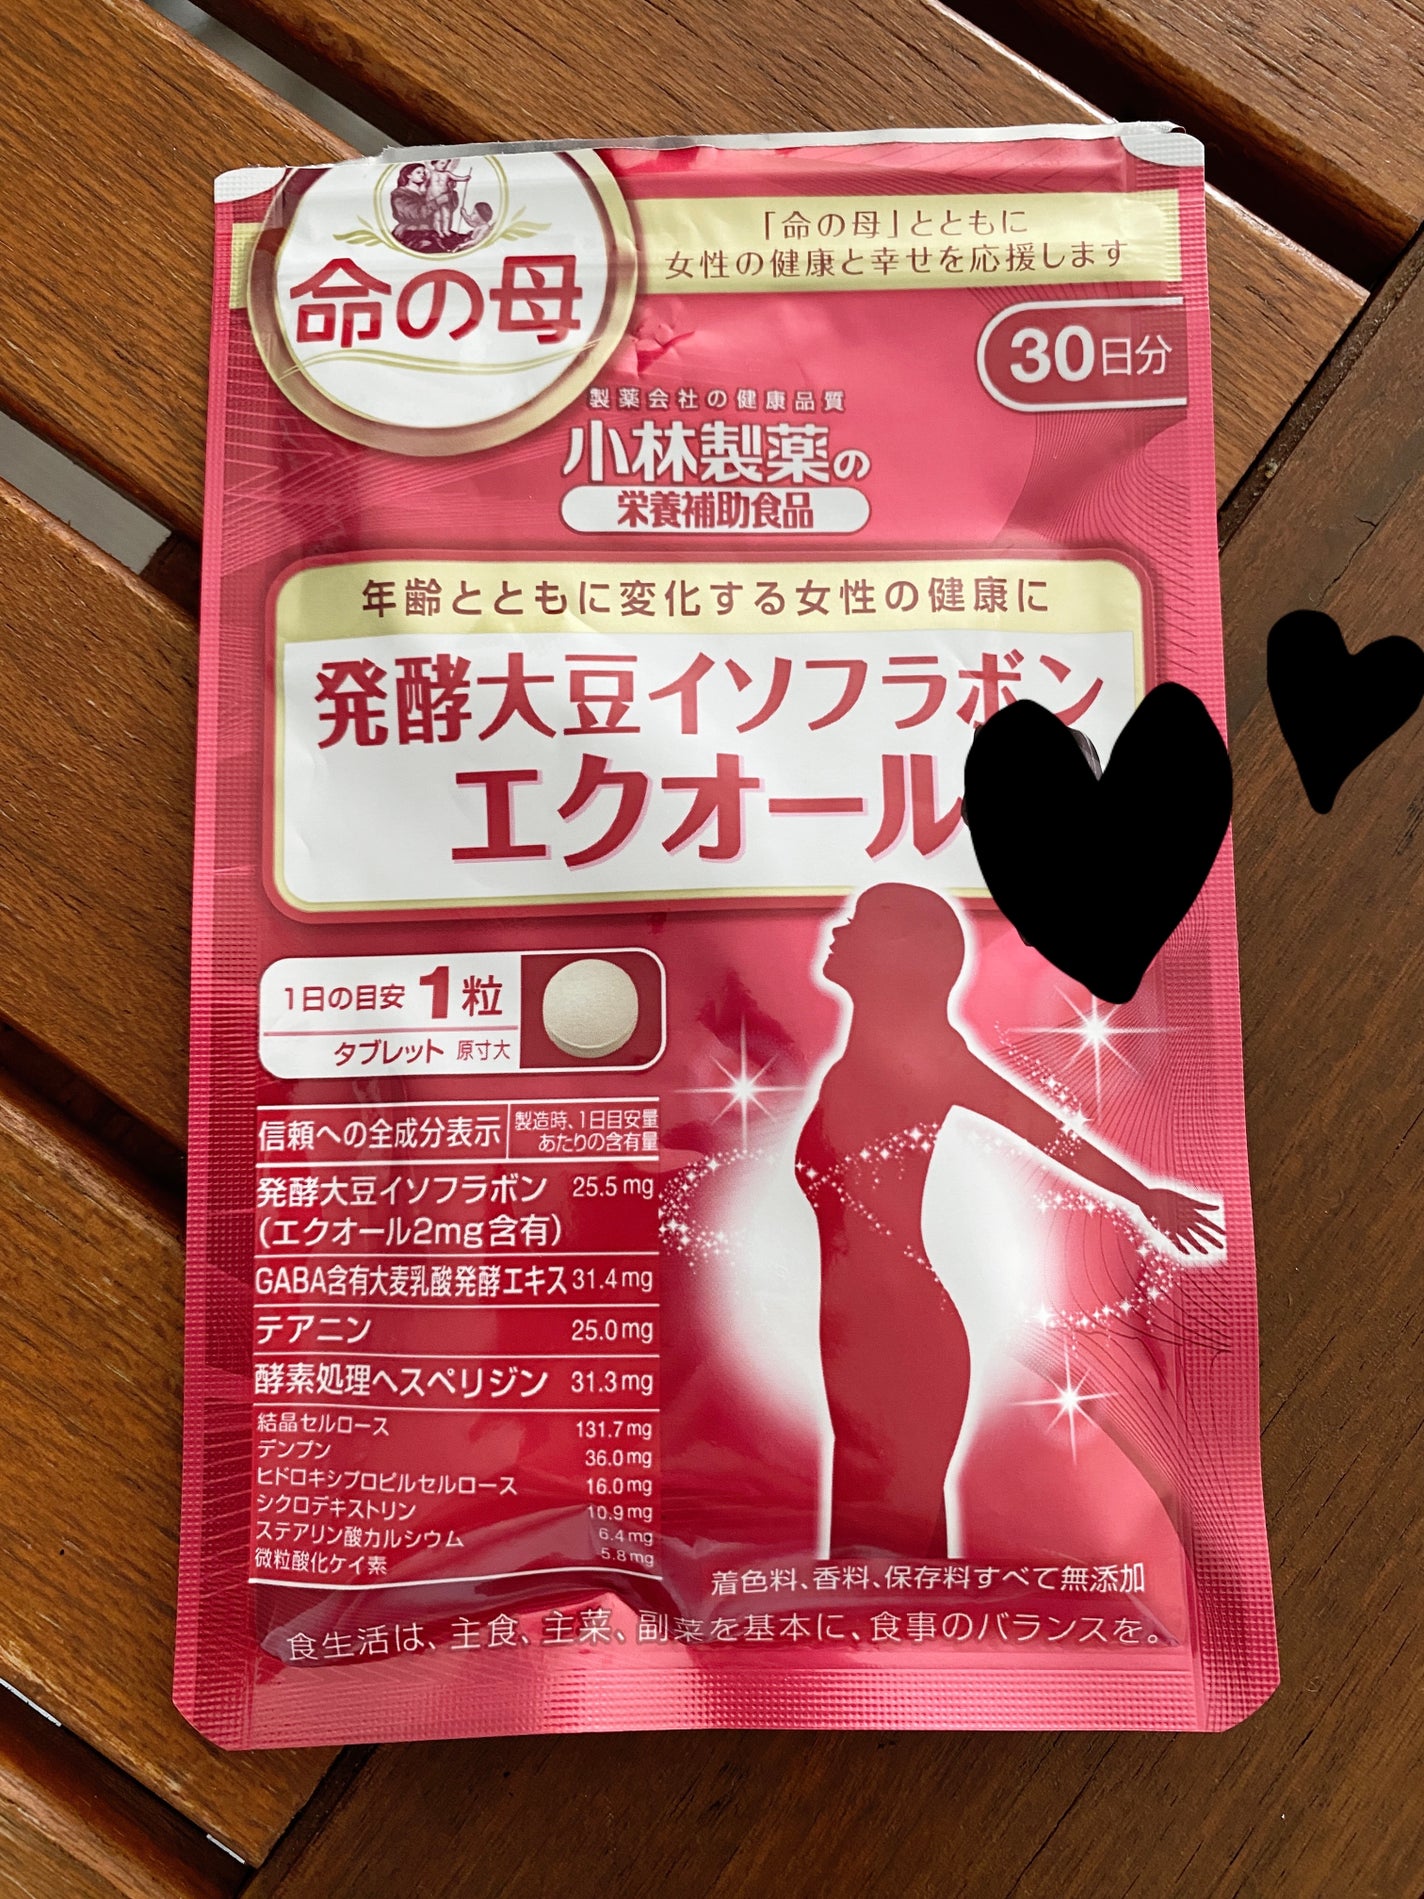 命の母
「命の母」とともに
女性の健康と幸せを応援します
30日分
製薬会社の健康品質
小林製薬の
栄養補助食品
年齢とともに変化する女性の健康に
発酵大豆イソフラボン
エクオール
1日の目安 1粒
タブレット 原寸大
信頼への全成分表示
製造時、1日目安量
あたりの含有量
発酵大豆イソフラボン 25.5mg
(エクオール2mg含有)
GABA含有大麦乳酸発酵エキス 31.4mg
テアニン 25.0mg
酵素処理ヘスペリジン 31.3mg
結晶セルロース 131.7mg
デンプン 36.0mg
ヒドロキシプロピルセルロース 16.0mg
シクロデキストリン 10.9mg
ステアリン酸カルシウム 6.4mg
微粒酸化ケイ素 5.8mg
着色料、香料、保存料すべて無添加
食生活は、主食、主菜、副菜を基本に、食事のバランスを。